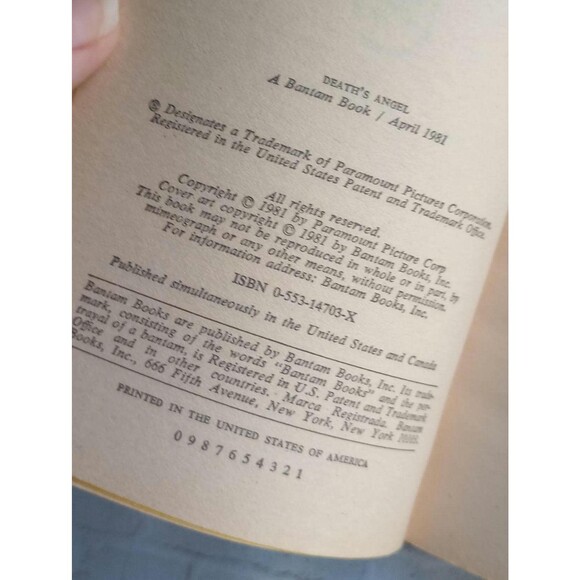 DEATH'S ANGEL
A Bantam Book / April 1981
® Designates a Trademark of Paramount Pictures Corporation.
Registered in the United States Patent and Trademark Office.
All rights reserved.
Copyright © 1981 by Paramount Picture Corp
Cover art copyright © 1981 by Bantam Books, Inc.
This book may not be reproduced in whole or in part, by
mimeograph or any other means, without permission.
For information address: Bantam Books, Inc.
ISBN 0-553-14703-X
Published simultaneously in the United States and Canada
Bantam Books are published by Bantam Books, Inc. Its trade-
mark, consisting of the words "Bantam Books" and the por-
trayal of a bantam, is Registered in U.S. Patent and Trademark
Office and in other countries. Marca Registrada. Bantam
Books, Inc., 666 Fifth Avenue, New York, New York 10103.
PRINTED IN THE UNITED STATES OF AMERICA
0 9 8 7 6 5 4 3 2 1